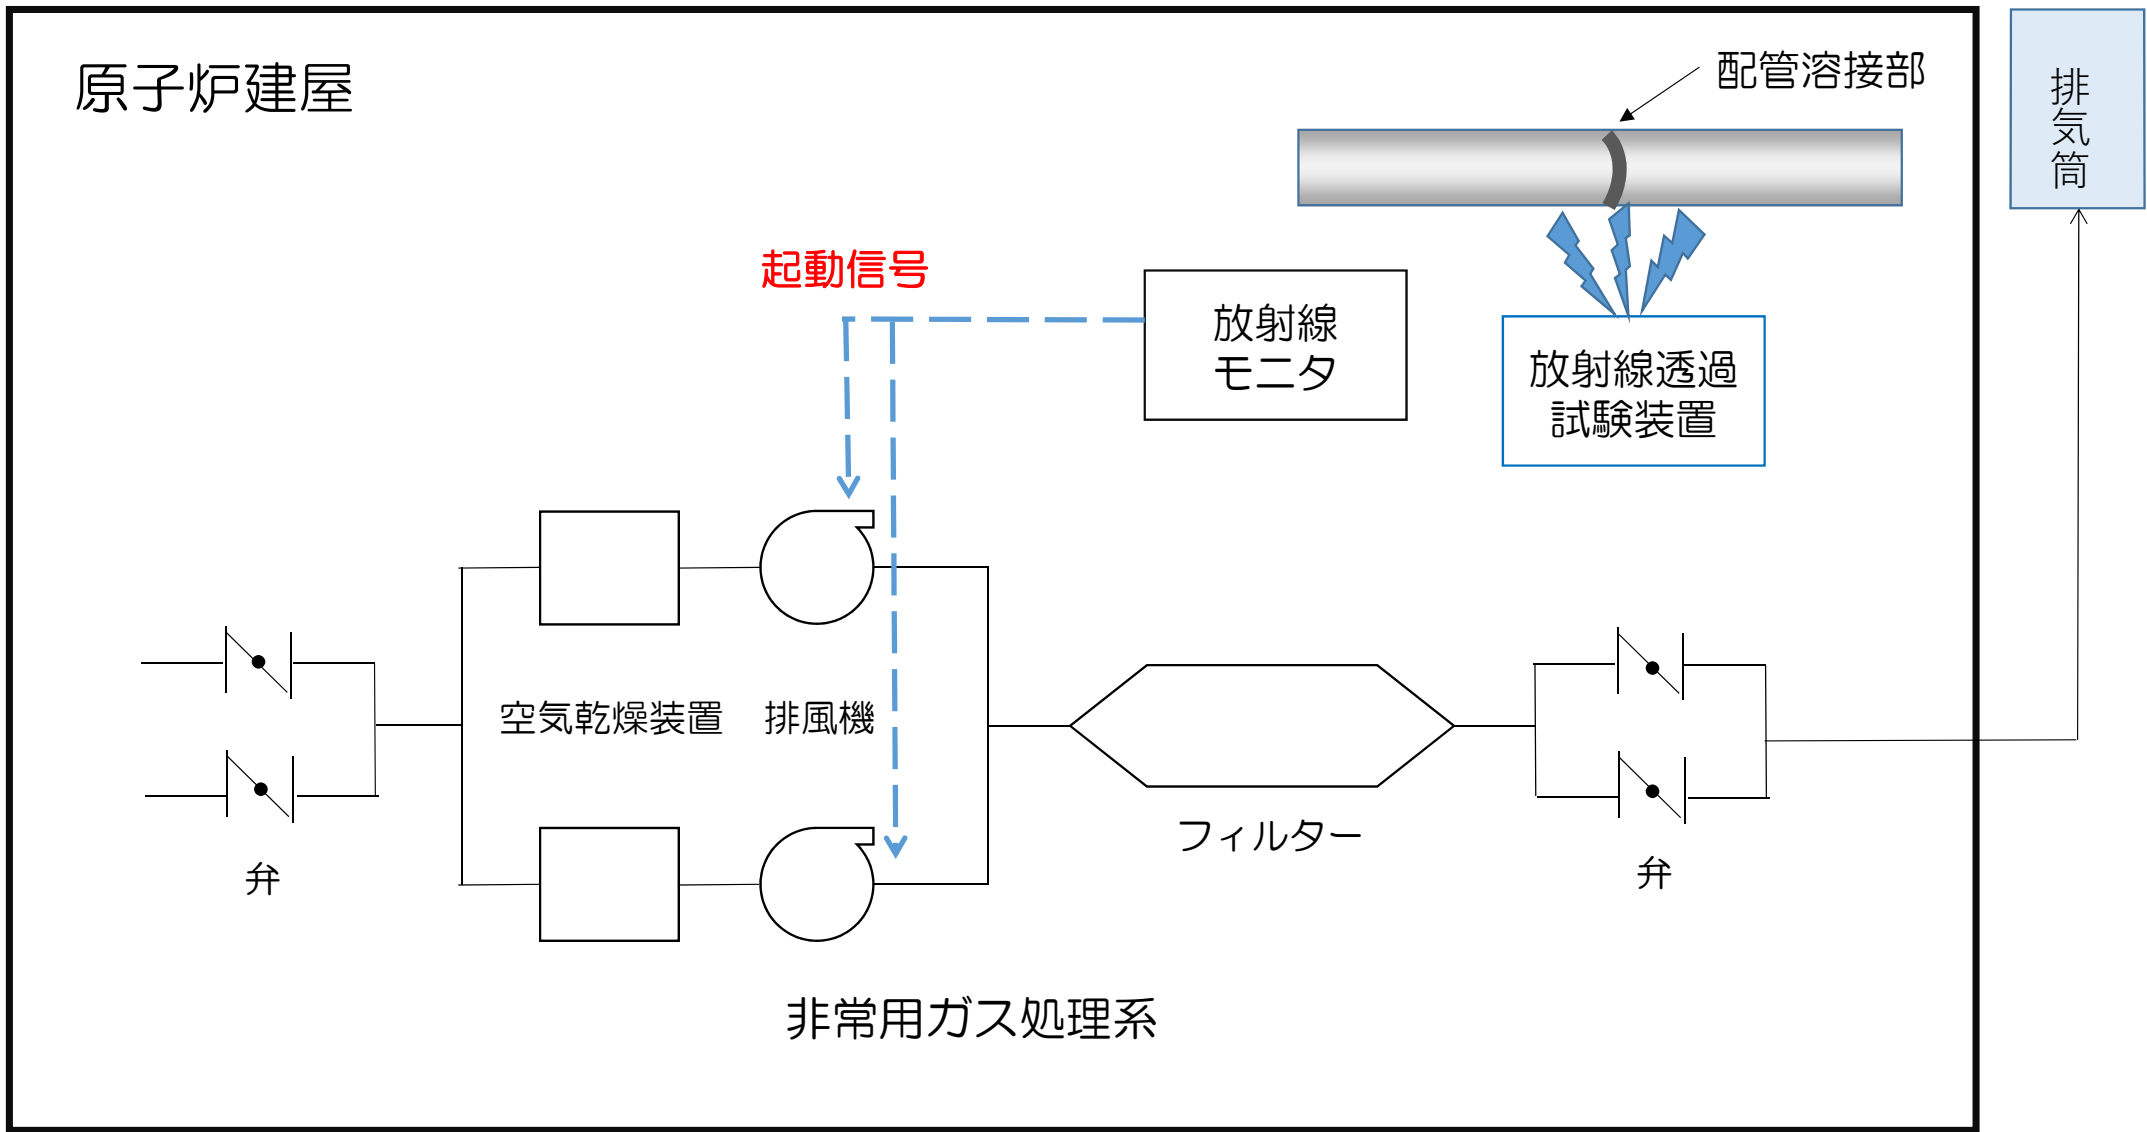 原子炉建屋
配管溶接部
排気筒
起動信号
放射線
モニタ
放射線透過
試験装置
空気乾燥装置
排風機
フィルター
弁
弁
非常用ガス処理系